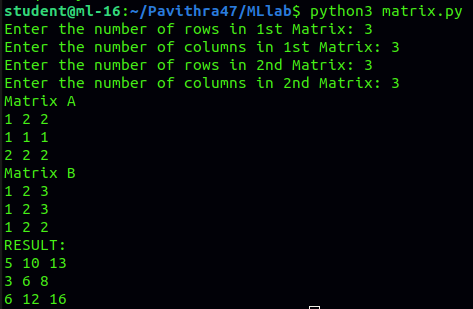 student@ml-16:~/Pavithra47/MLlab$ python3 matrix.py
Enter the number of rows in 1st Matrix: 3
Enter the number of columns in 1st Matrix: 3
Enter the number of rows in 2nd Matrix: 3
Enter the number of columns in 2nd Matrix: 3
Matrix A
1 2 2
1 1 1
2 2 2
Matrix B
1 2 3
1 2 3
1 2 2
RESULT:
5 10 13
3 6 8
6 12 16